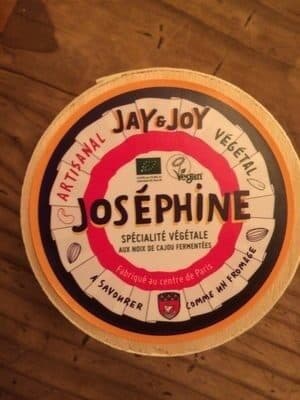 JAY & JOY
ARTISANAL
VÉGÉTAL
Vegan
JOSÉPHINE
SPÉCIALITÉ VÉGÉTALE
AUX NOIX DE CAJOU FERMENTÉES
Fabriqué au centre de Paris
À SAVOURER
COMME UN FROMAGE